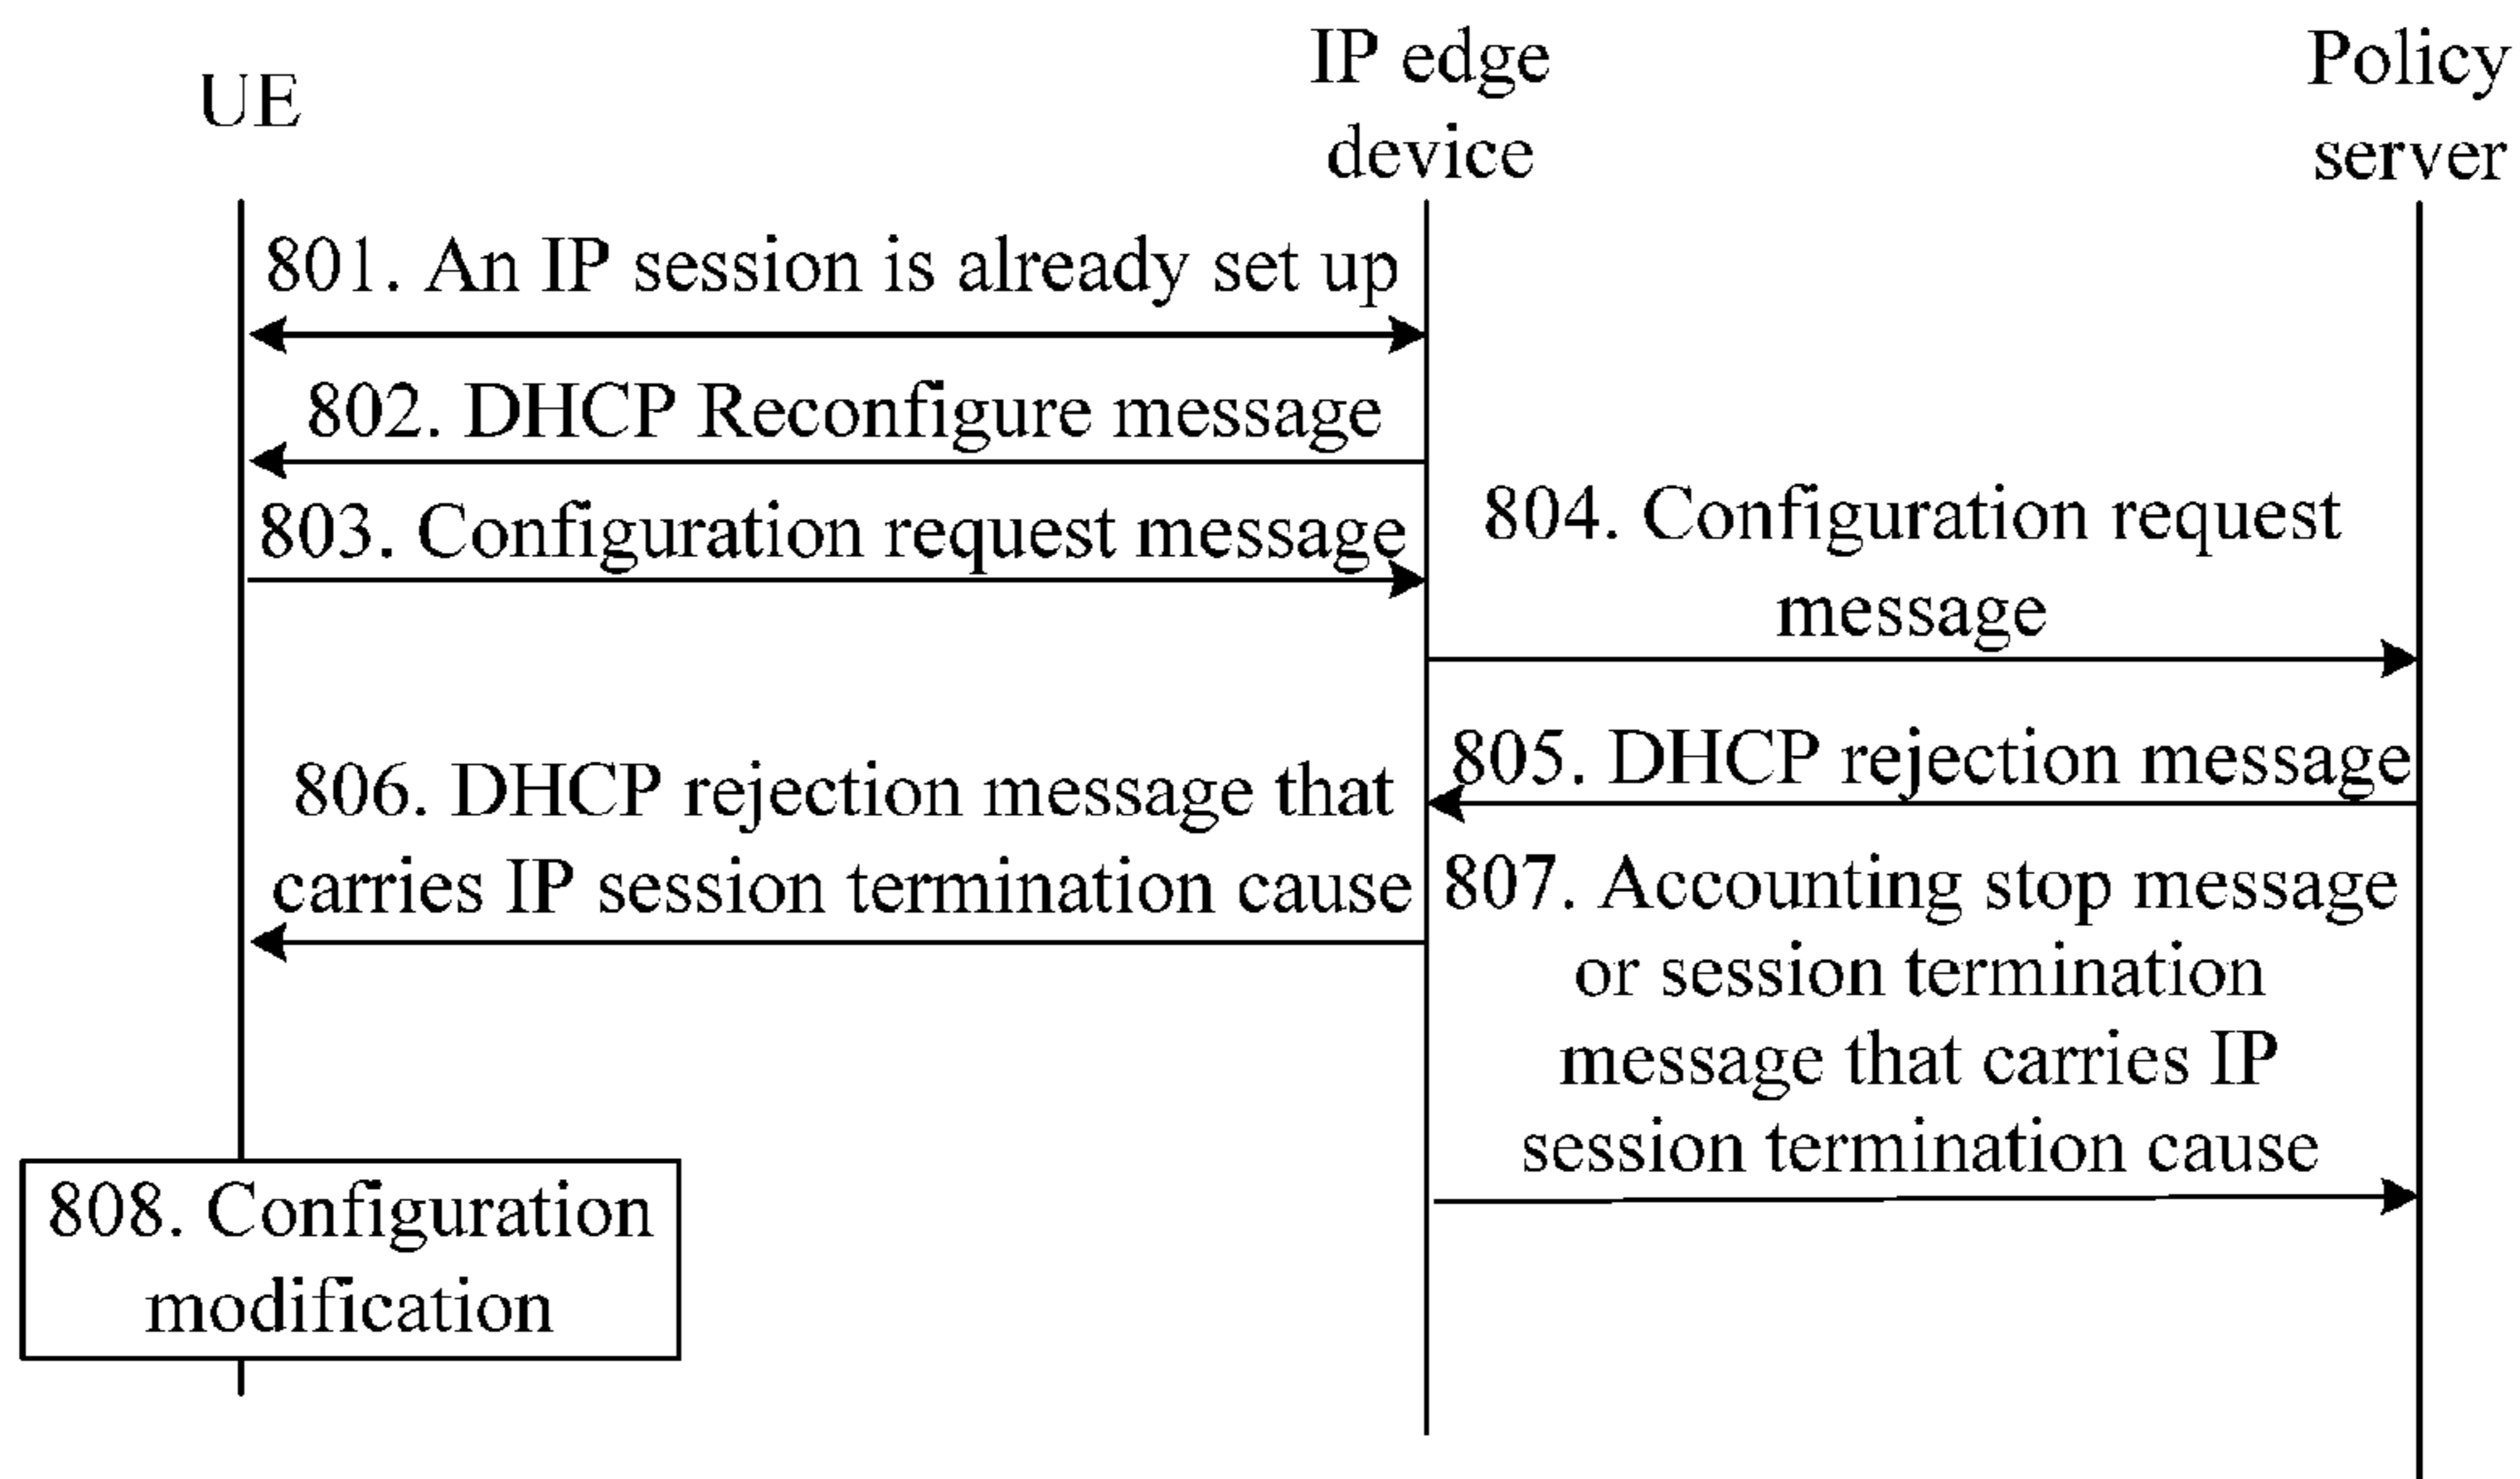 UE
IP edge
device
Policy
server
801. An IP session is already set up
802. DHCP Reconfigure message
803. Configuration request message
804. Configuration request
message
805. DHCP rejection message
806. DHCP rejection message that
carries IP session termination cause
807. Accounting stop message
or session termination
message that carries IP
session termination cause
808. Configuration
modification